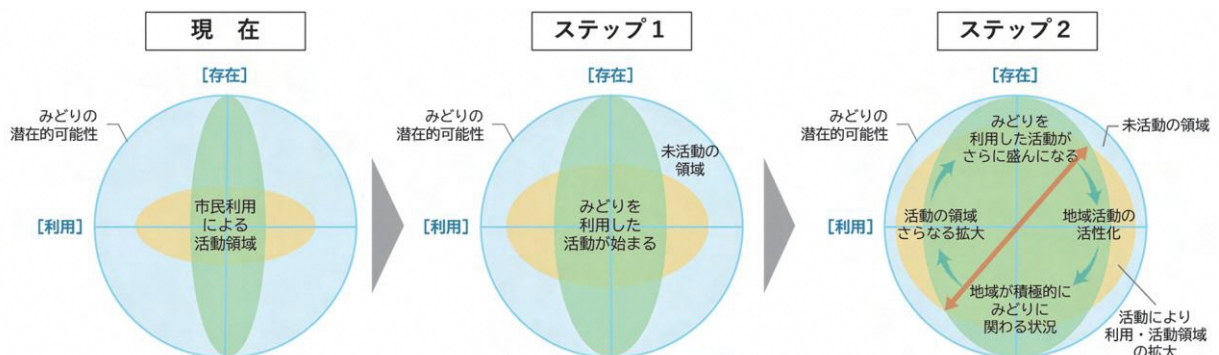 現　在
[存在]
みどりの
潜在的可能性
[利用]
市民利用
による
活動領域
ステップ1
[存在]
みどりの
潜在的可能性
未活動の
領域
[利用]
みどりを
利用した
活動が始まる
ステップ2
[存在]
みどりの
潜在的可能性
未活動の領域
みどりを
利用した活動が
さらに盛んになる
[利用]
活動の領域
さらなる拡大
地域活動の
活性化
地域が積極的に
みどりに
関わる状況
活動により
利用・活動領域
の拡大